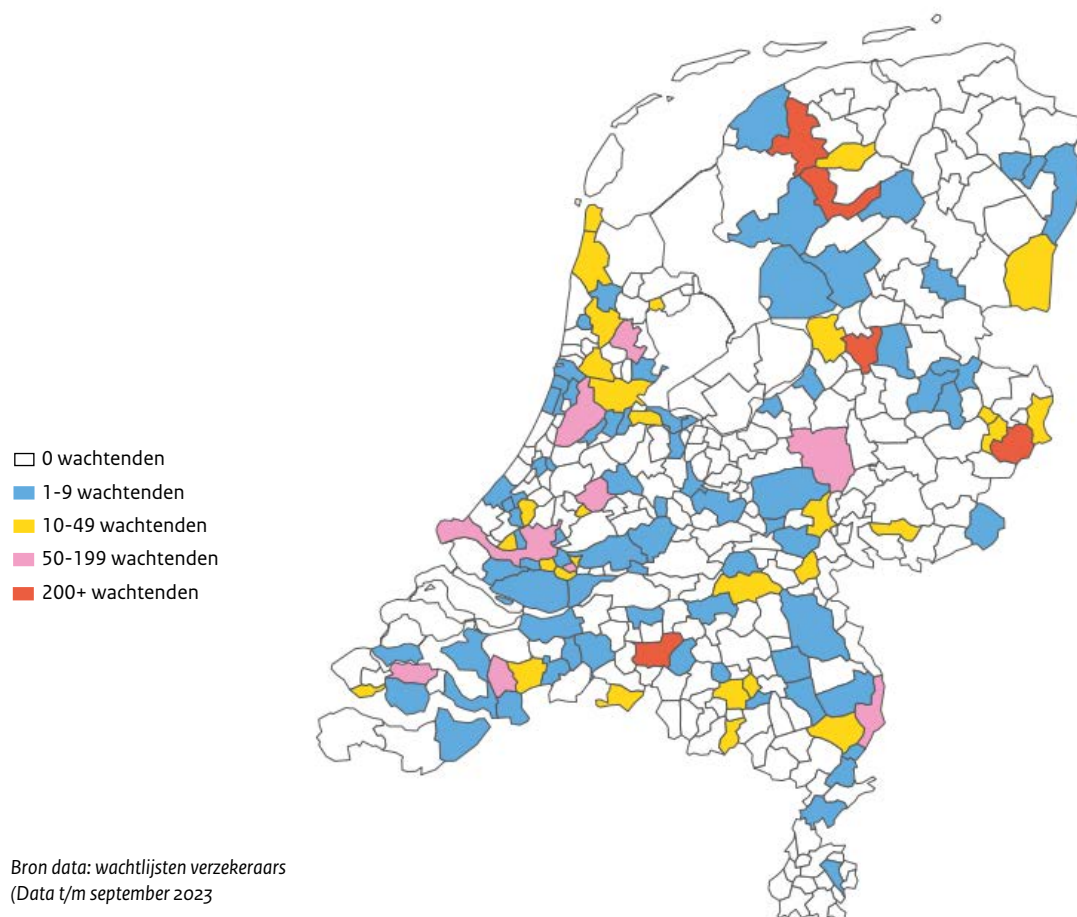 0 wachtenden
1-9 wachtenden
10-49 wachtenden
50-199 wachtenden
200+ wachtenden
Bron data: wachtlijsten verzekeraars
(Data t/m september 2023